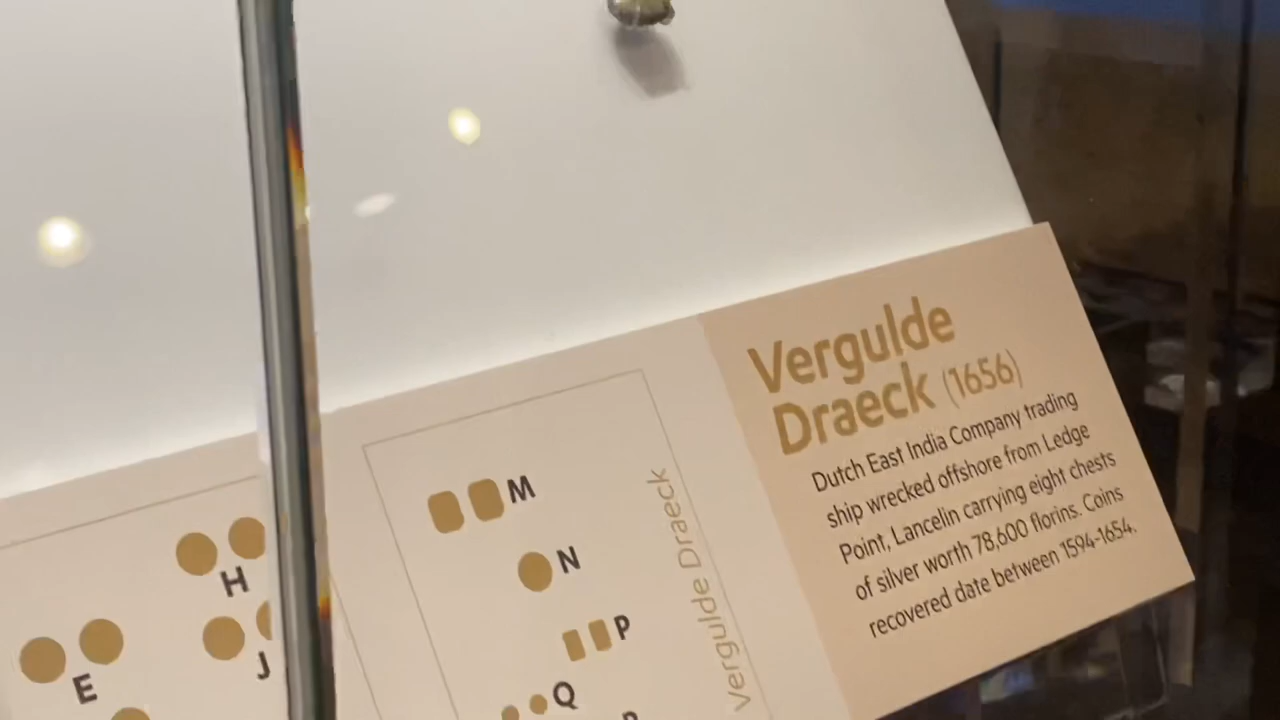 Vergulde
Draeck (1656)
Dutch East India Company trading
ship wrecked offshore from Ledge
Point, Lancelin carrying eight chests
of silver worth 78,600 florins. Coins
recovered date between 1594-1654.
Vergulde Draeck
M
N
P
Q
H
J
E